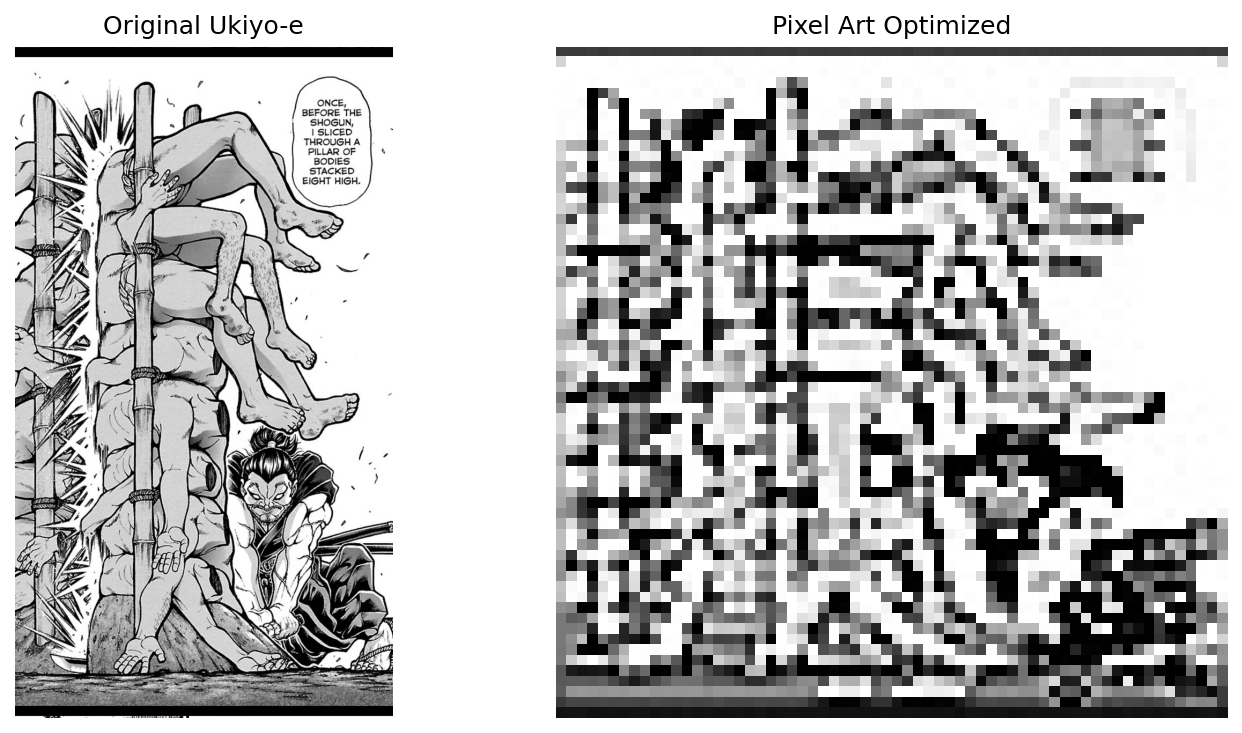 Original Ukiyo-e
Pixel Art Optimized
ONCE,
BEFORE THE
SHOGUN,
I SLICED
THROUGH A
PILLAR OF
BODIES
STACKED
EIGHT HIGH.